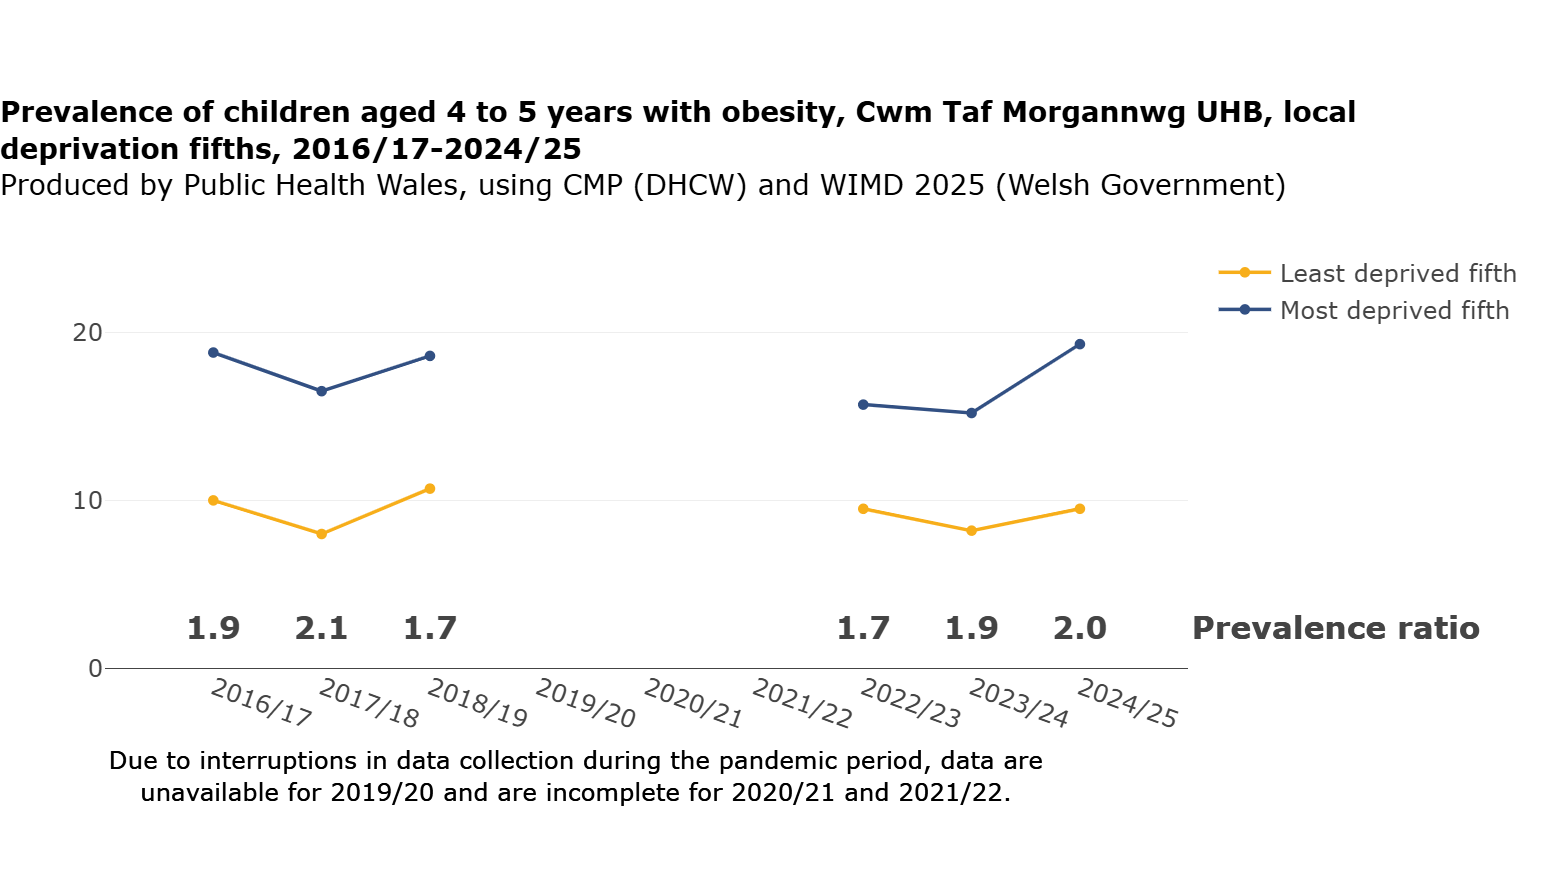 Prevalence of children aged 4 to 5 years with obesity, Cwm Taf Morgannwg UHB, local
deprivation fifths, 2016/17-2024/25
Produced by Public Health Wales, using CMP (DHCW) and WIMD 2025 (Welsh Government)
Least deprived fifth
Most deprived fifth
20
10
1.9 2.1 1.7 1.7 1.9 2.0 Prevalence ratio
0
2016/17 2017/18 2018/19 2019/20 2020/21 2021/22 2022/23 2023/24 2024/25
Due to interruptions in data collection during the pandemic period, data are
unavailable for 2019/20 and are incomplete for 2020/21 and 2021/22.